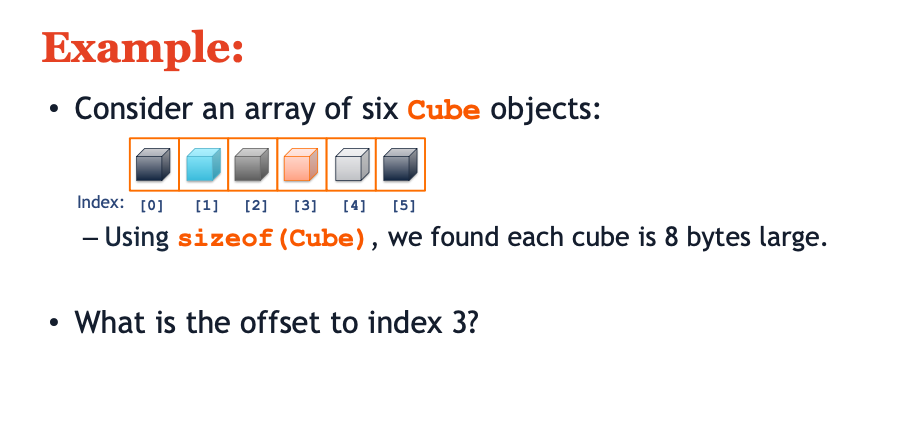 Example:
• Consider an array of six Cube objects:
Index: [0] [1] [2] [3] [4] [5]
– Using sizeof(Cube), we found each cube is 8 bytes large.
• What is the offset to index 3?